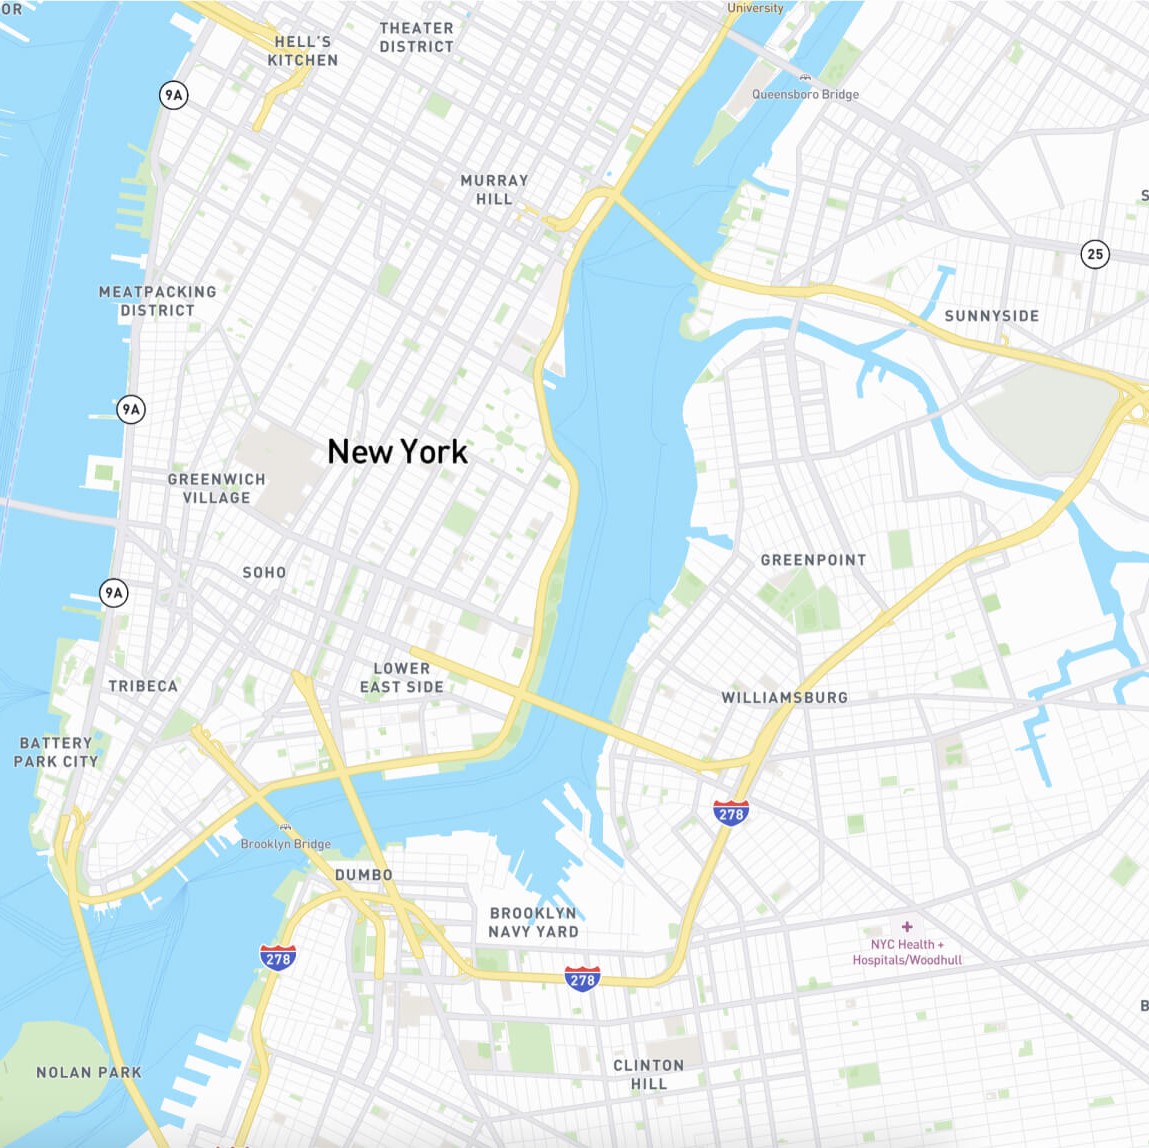 OR
University
THEATER
DISTRICT
HELL'S
KITCHEN
9A
Queensboro Bridge
MURRAY
HILL
S
25
MEATPACKING
DISTRICT
SUNNYSIDE
9A
New York
GREENWICH
VILLAGE
GREENPOINT
SOHO
9A
LOWER
EAST SIDE
TRIBECA
WILLIAMSBURG
BATTERY
PARK CITY
278
Brooklyn Bridge
DUMBO
BROOKLYN
NAVY YARD
NYC Health +
Hospitals/Woodhull
278
278
B
CLINTON
HILL
NOLAN PARK